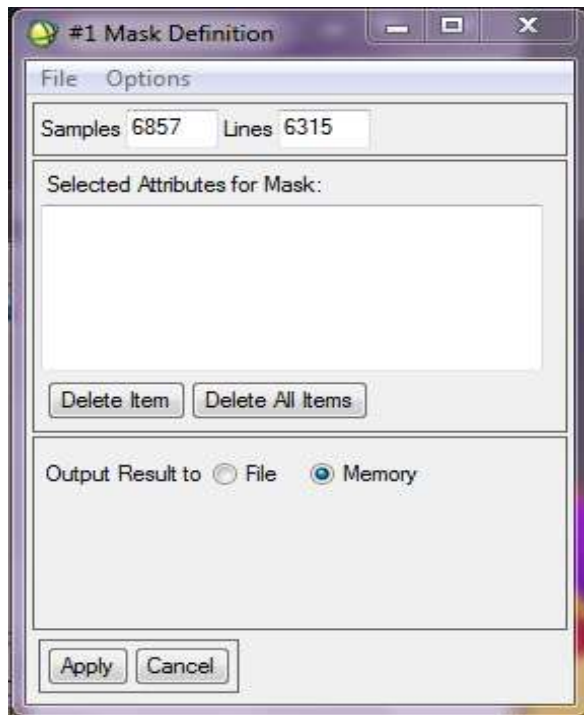 #1 Mask Definition
File Options
Samples 6857 Lines 6315
Selected Attributes for Mask:
Delete Item Delete All Items
Output Result to File Memory
Apply Cancel